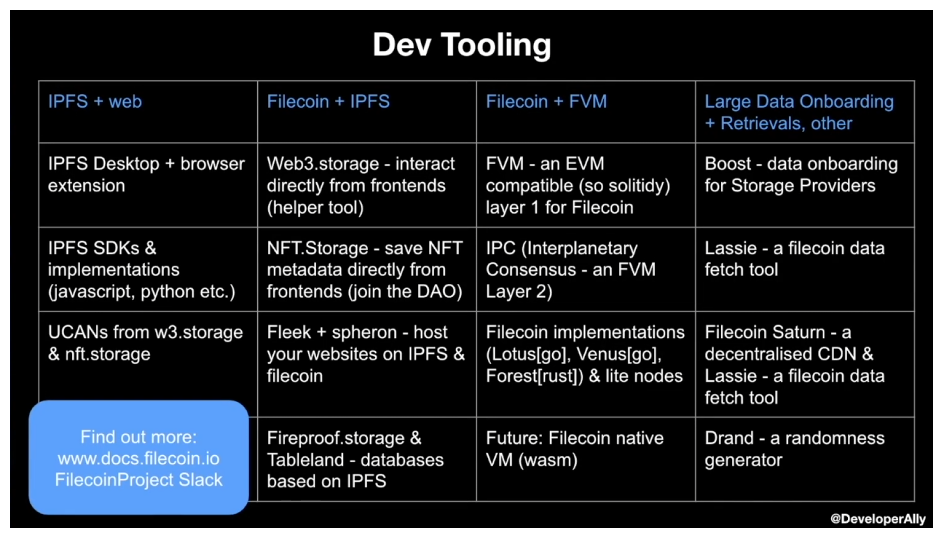 Dev Tooling
IPFS + web
Filecoin + IPFS
Filecoin + FVM
Large Data Onboarding
+ Retrievals, other
IPFS Desktop + browser
extension
Web3.storage - interact
directly from frontends
(helper tool)
FVM - an EVM
compatible (so solitidy)
layer 1 for Filecoin
Boost - data onboarding
for Storage Providers
IPFS SDKs &
implementations
(javascript, python etc.)
NFT.Storage - save NFT
metadata directly from
frontends (join the DAO)
IPC (Interplanetary
Consensus - an FVM
Layer 2)
Lassie - a filecoin data
fetch tool
UCANs from w3.storage
& nft.storage
Fleek + spheron - host
your websites on IPFS &
filecoin
Filecoin implementations
(Lotus[go], Venus[go],
Forest[rust]) & lite nodes
Filecoin Saturn - a
decentralised CDN &
Lassie - a filecoin data
fetch tool
Find out more:
www.docs.filecoin.io
FilecoinProject Slack
Fireproof.storage &
Tableland - databases
based on IPFS
Future: Filecoin native
VM (wasm)
Drand - a randomness
generator
@DeveloperAlly